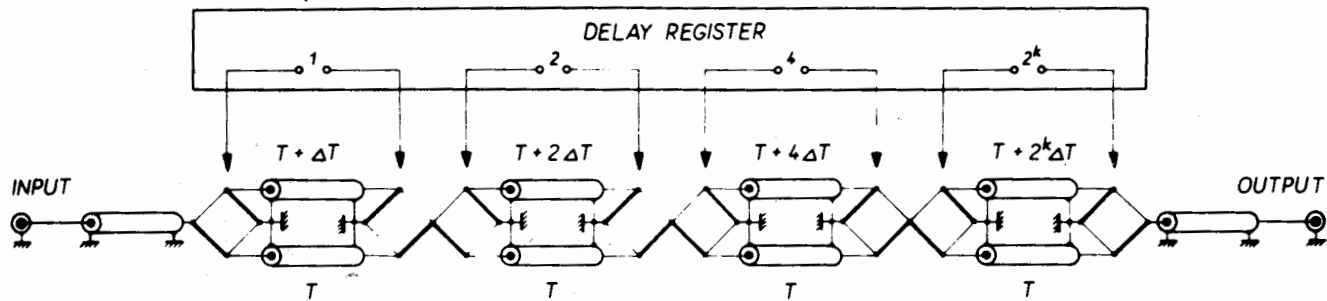 DELAY REGISTER
1 2 4 2^k
T + ΔT T + 2ΔT T + 4ΔT T + 2^kΔT
INPUT OUTPUT
T T T T